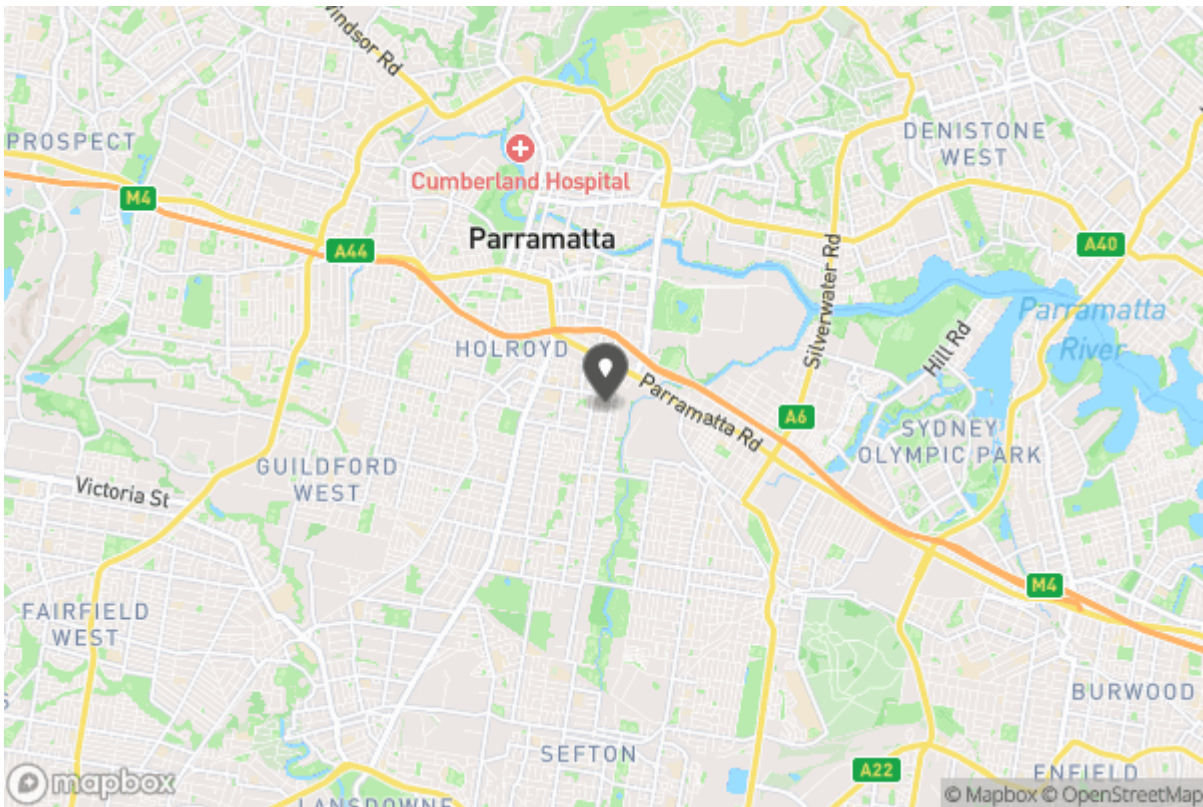 Windsor Rd
PROSPECT
DENISTONE
WEST
Cumberland Hospital
M4
Parramatta
A44
A40
Silverwater Rd
Parramatta
River
Hill Rd
HOLROYD
Parramatta Rd
A6
SYDNEY
OLYMPIC PARK
GUILDFORD
WEST
Victoria St
M4
FAIRFIELD
WEST
BURWOOD
SEFTON
A22
ENFIELD
mapbox
LANSDOWNE
© Mapbox © OpenStreetMap